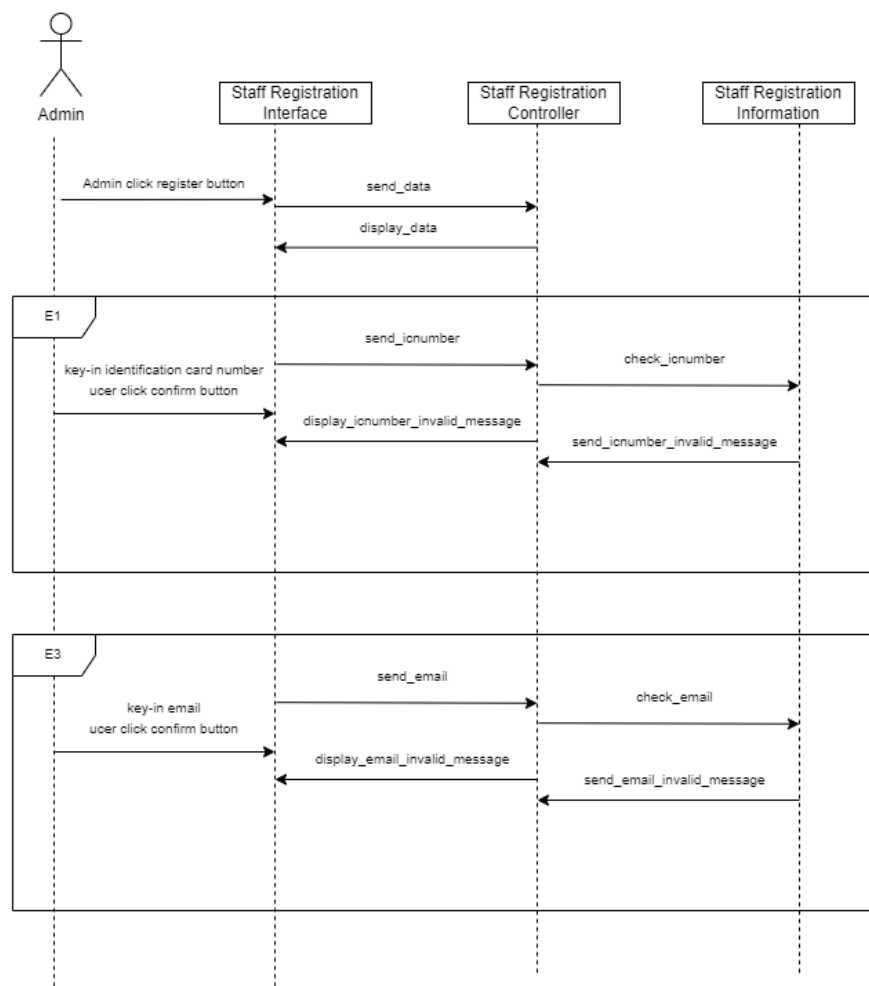 Admin
Staff Registration
Interface
Staff Registration
Controller
Staff Registration
Information
Admin click register button
send_data
display_data
E1
send_icnumber
check_icnumber
key-in identification card number
ucer click confirm button
display_icnumber_invalid_message
send_icnumber_invalid_message
E3
send_email
check_email
key-in email
ucer click confirm button
display_email_invalid_message
send_email_invalid_message